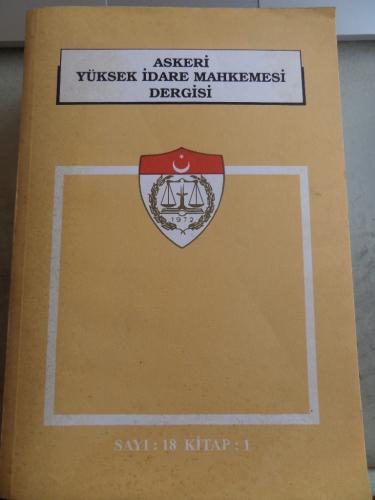 ASKERİ
YÜKSEK İDARE MAHKEMESİ
DERGİSİ
1972
SAYI : 18 KİTAP : 1